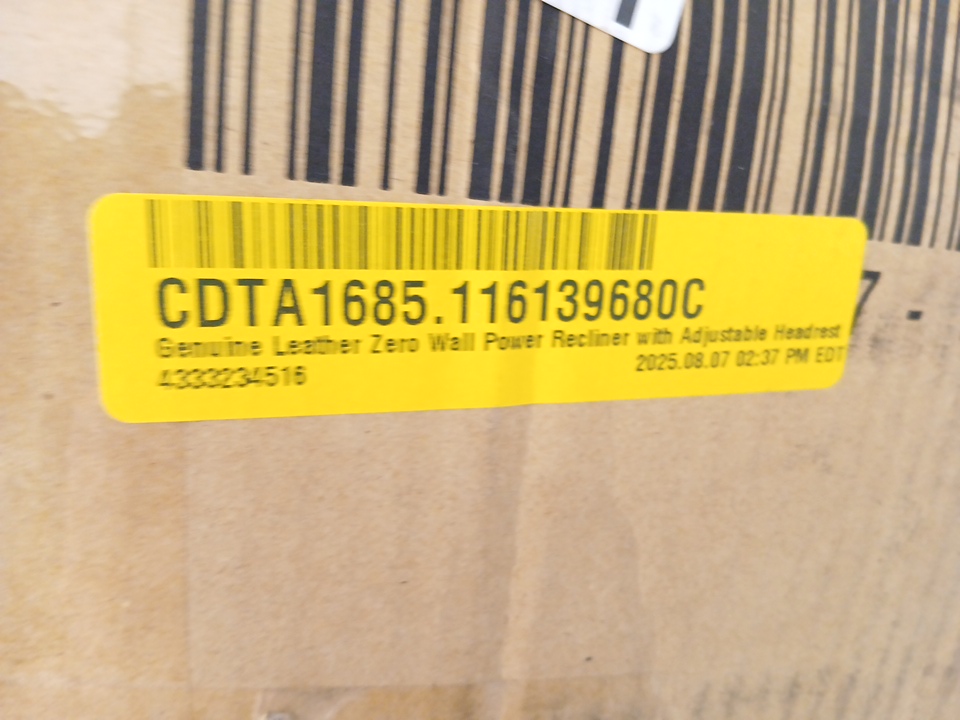 CDTA1685.116139680C
Genuine Leather Zero Wall Power Recliner with Adjustable Headrest
2025.08.07 02:37 PM EDT
4333234516
7 -